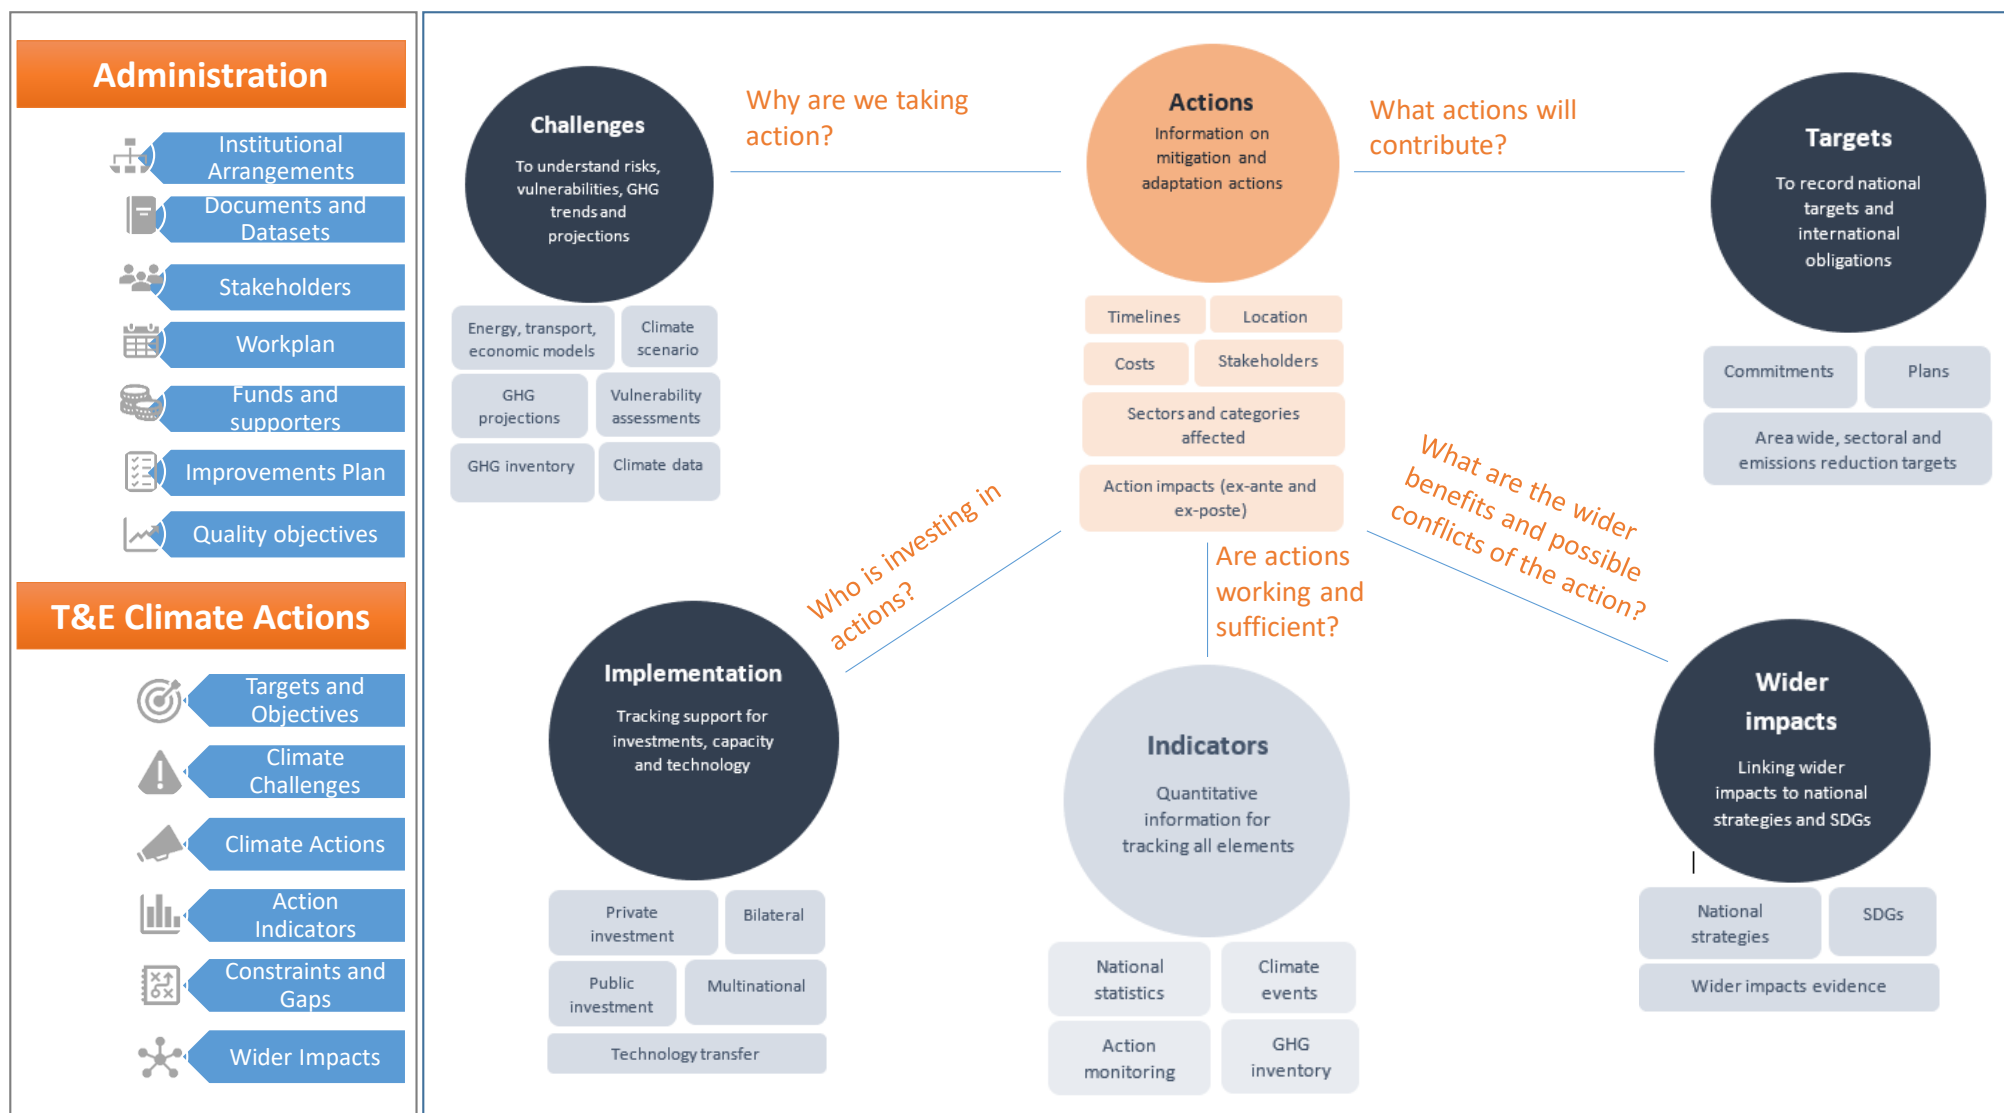 Administration
Institutional
Arrangements
Documents and
Datasets
Stakeholders
Workplan
Funds and
supporters
Improvements Plan
Quality objectives
T&E Climate Actions
Targets and
Objectives
Climate
Challenges
Climate Actions
Action
Indicators
Constraints and
Gaps
Wider Impacts
Challenges
To understand risks,
vulnerabilities, GHG
trends and
projections
Energy, transport,
economic models
Climate
scenario
GHG
projections
Vulnerability
assessments
GHG inventory
Climate data
Why are we taking
action?
Actions
Information on
mitigation and
adaptation actions
Timelines
Location
Costs
Stakeholders
Sectors and categories
affected
Action impacts (ex-ante and
ex-poste)
What actions will
contribute?
Targets
To record national
targets and
international
obligations
Commitments
Plans
Area wide, sectoral and
emissions reduction targets
Who is investing in
actions?
Are actions
working and
sufficient?
What are the wider
benefits and possible
conflicts of the action?
Implementation
Tracking support for
investments, capacity
and technology
Private
investment
Bilateral
Public
investment
Multinational
Technology transfer
Indicators
Quantitative
information for
tracking all elements
National
statistics
Climate
events
Action
monitoring
GHG
inventory
Wider
impacts
Linking wider
impacts to national
strategies and SDGs
National
strategies
SDGs
Wider impacts evidence